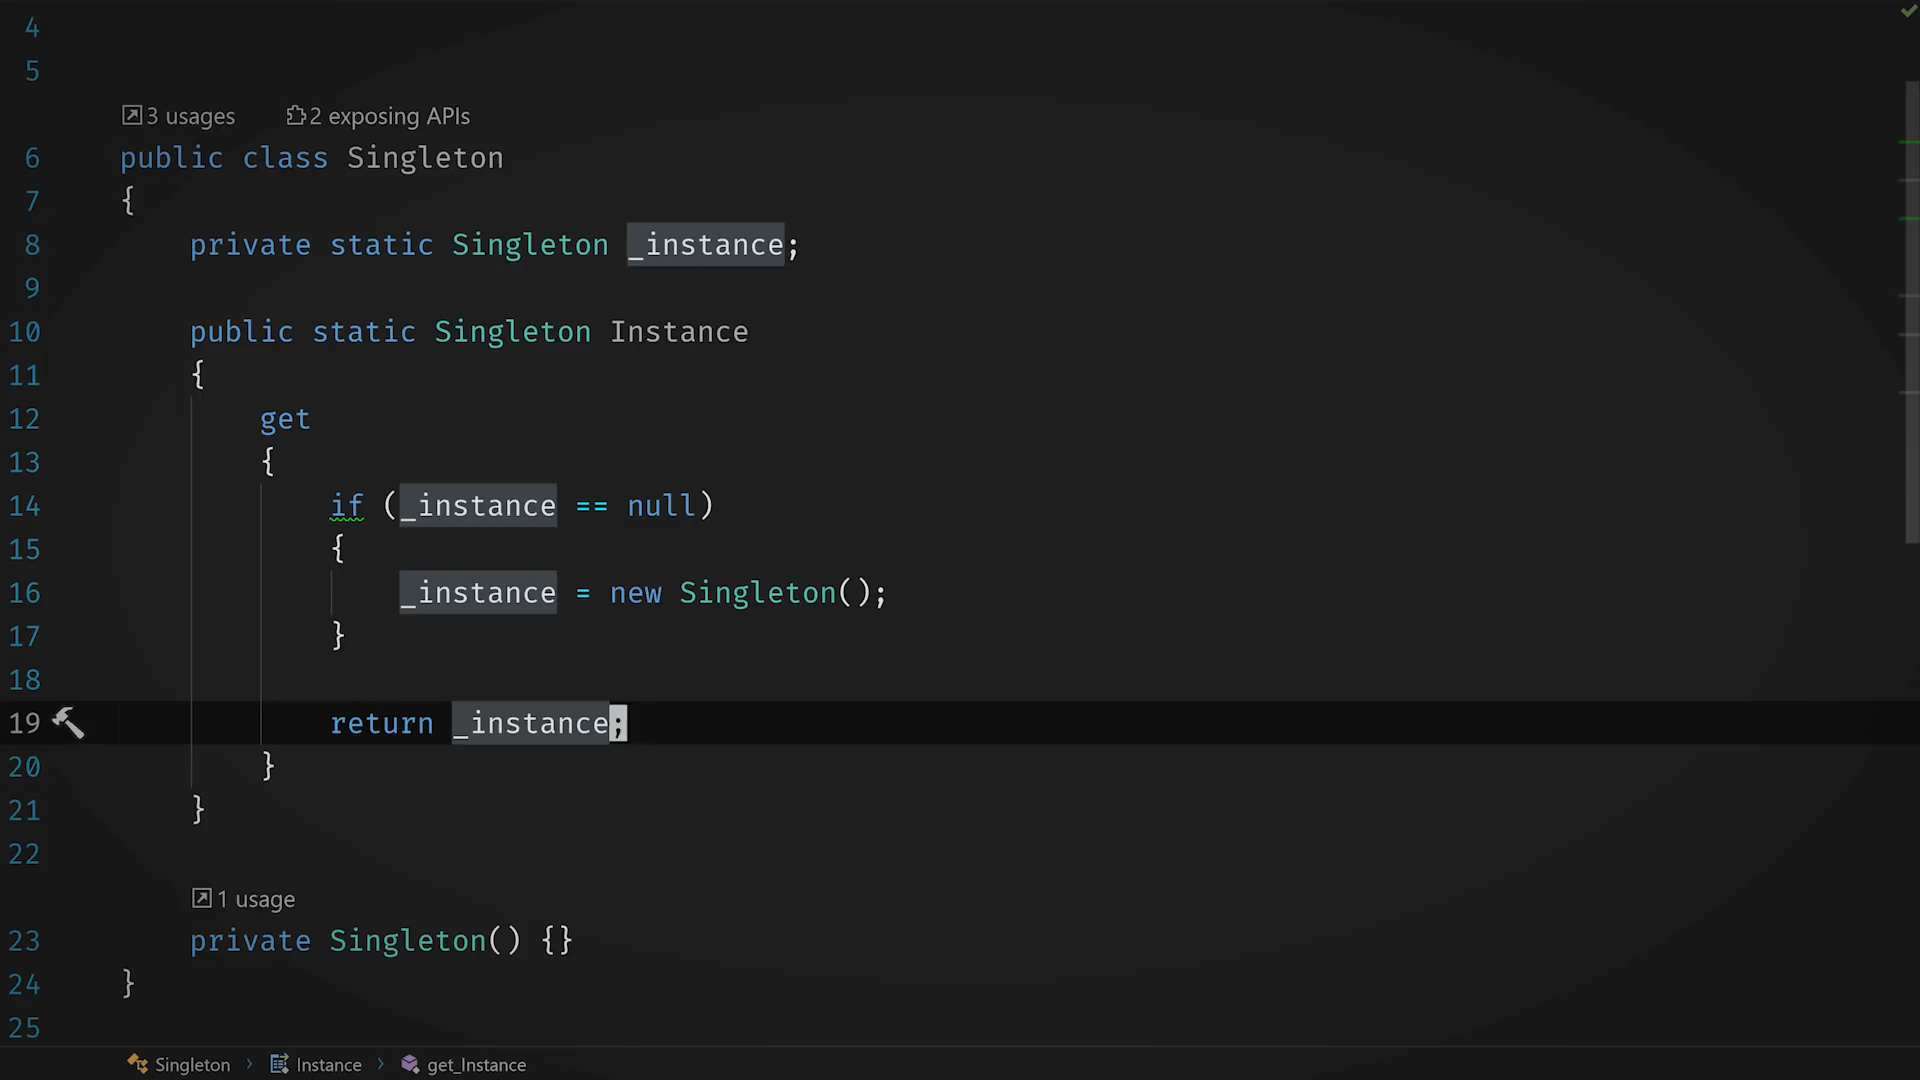 4
5
3 usages 2 exposing APIs
6 public class Singleton
7 {
8 private static Singleton _instance;
9
10 public static Singleton Instance
11 {
12 get
13 {
14 if (_instance == null)
15 {
16 _instance = new Singleton();
17 }
18
19 return _instance;
20 }
21 }
22
1 usage
23 private Singleton() {}
24 }
25
Singleton > Instance > get_Instance